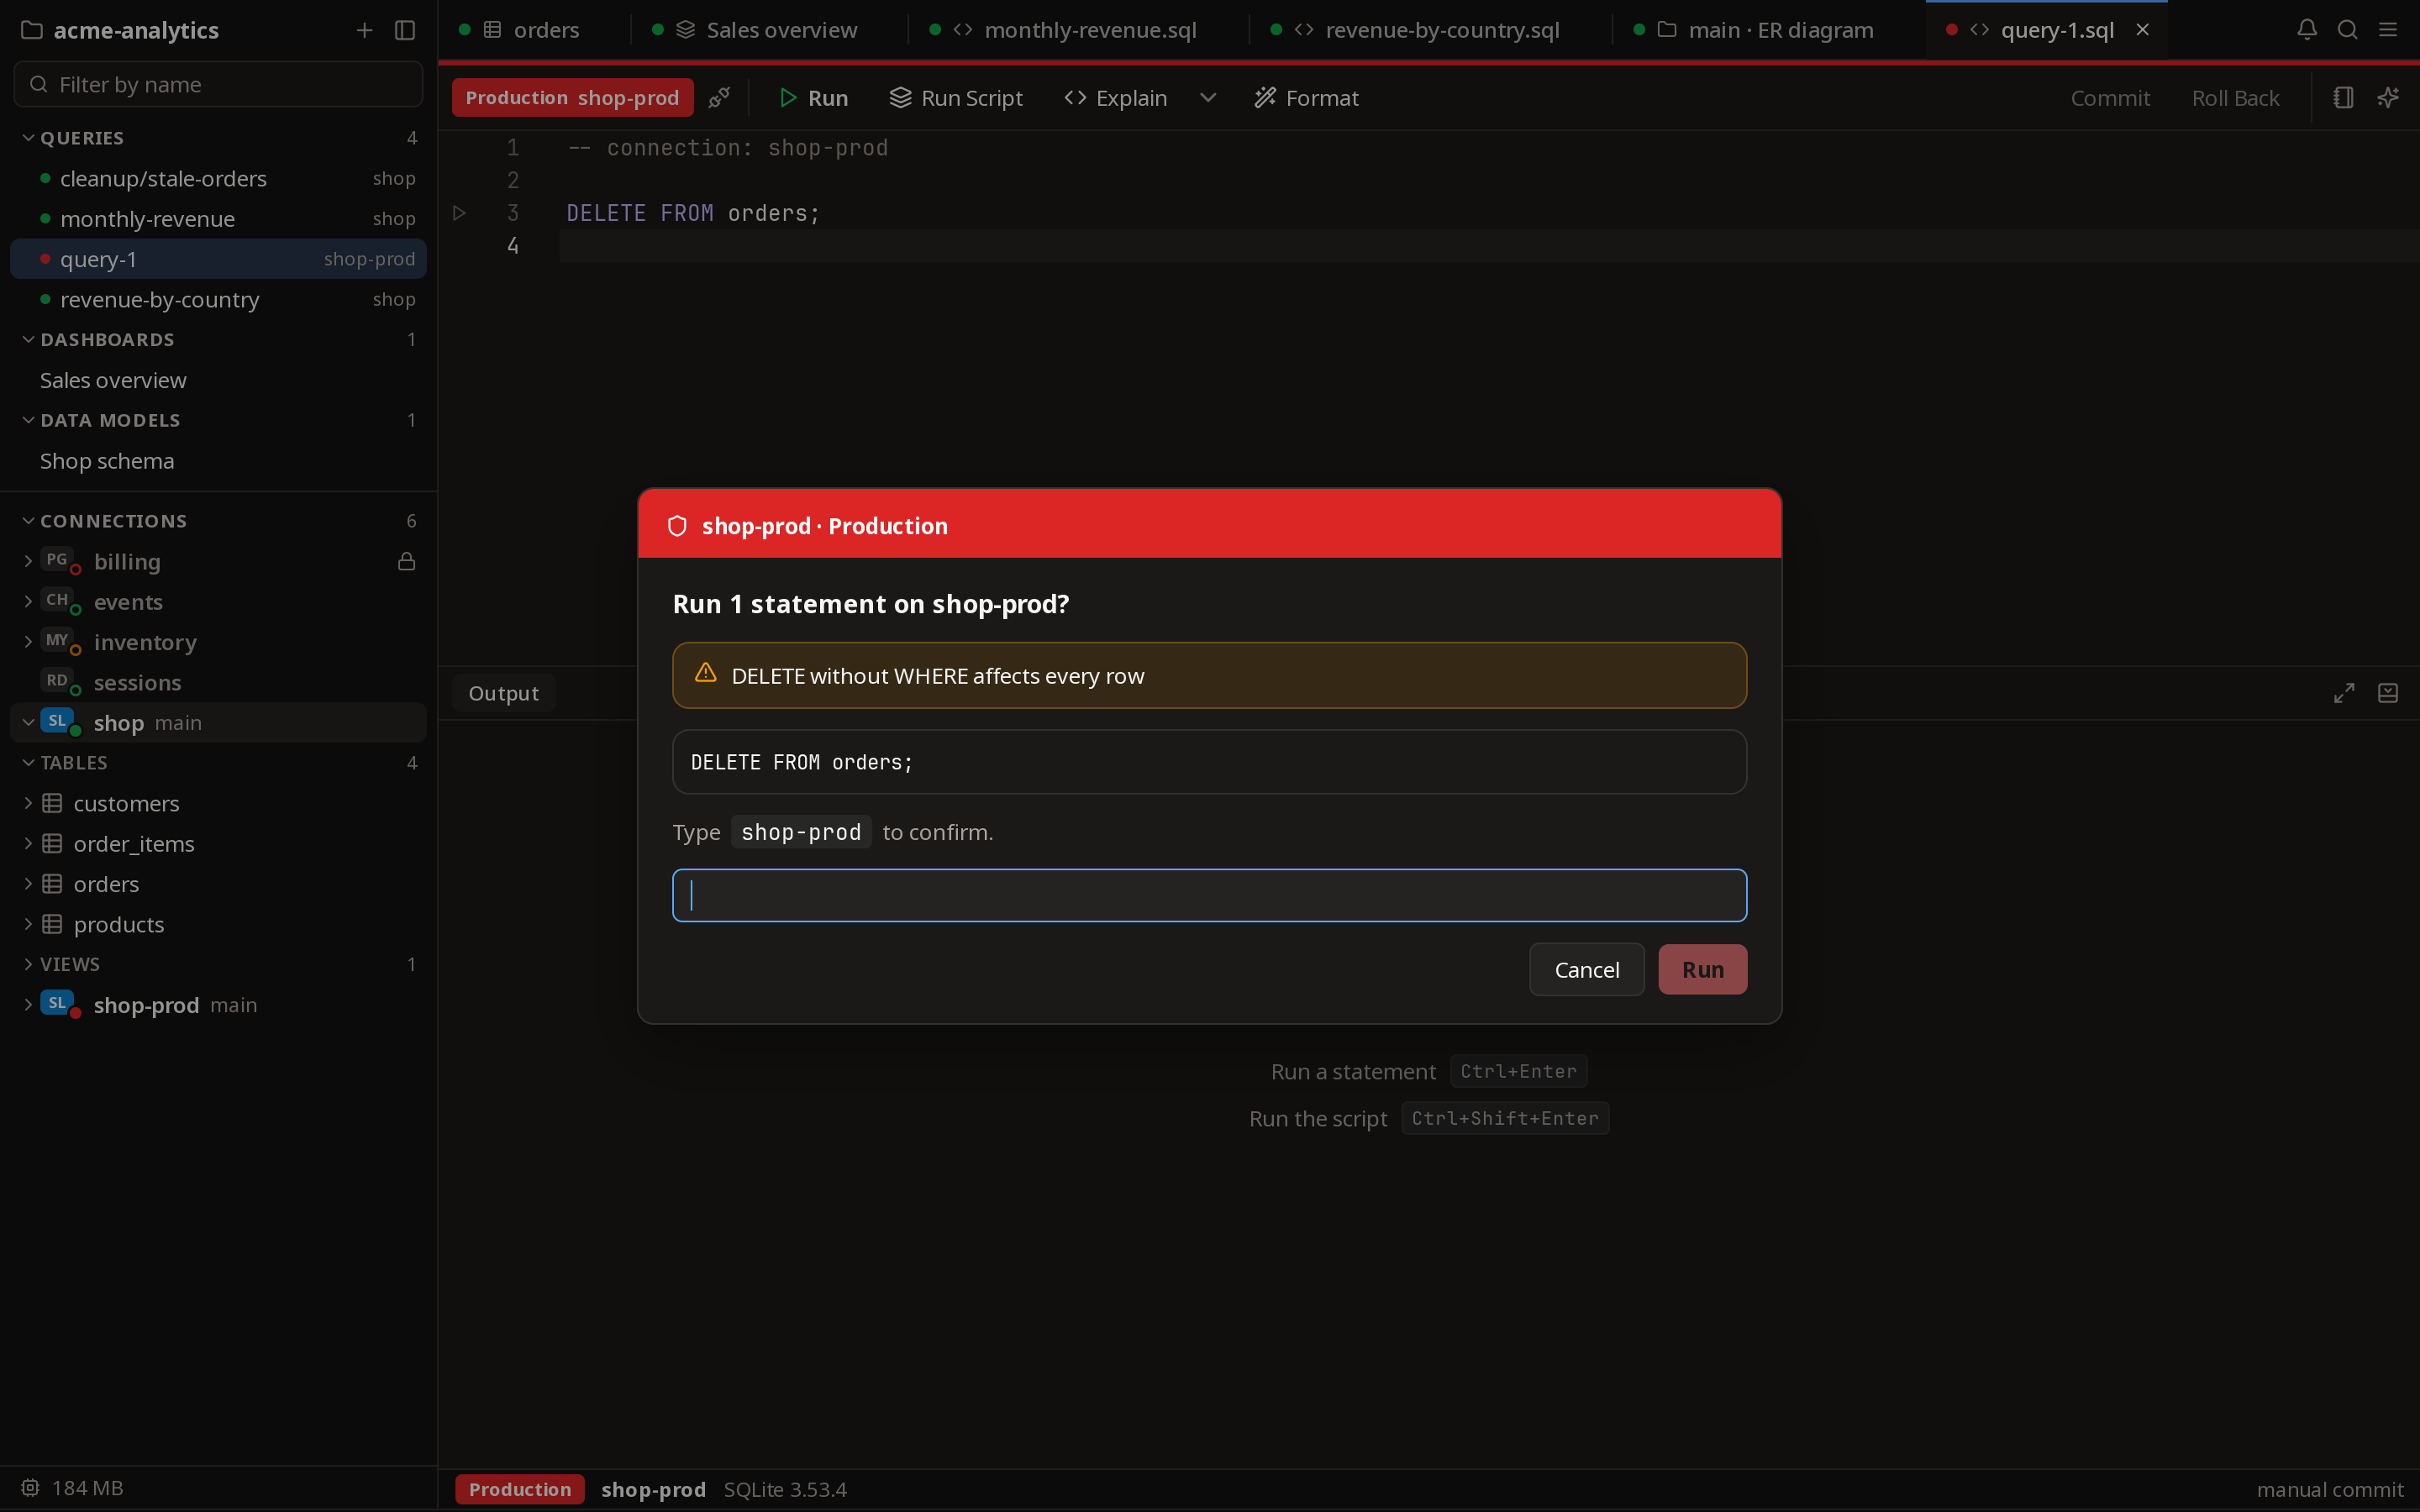 acme-analytics
Filter by name
QUERIES 4
cleanup/stale-orders shop
monthly-revenue shop
query-1 shop-prod
revenue-by-country shop
DASHBOARDS 1
Sales overview
DATA MODELS 1
Shop schema
CONNECTIONS 6
PG billing
CH events
MY inventory
RD sessions
SL shop main
TABLES 4
customers
order_items
orders
products
VIEWS 1
SL shop-prod main
184 MB
orders
Sales overview
monthly-revenue.sql
revenue-by-country.sql
main · ER diagram
query-1.sql
Production shop-prod
Run
Run Script
Explain
Format
Commit
Roll Back
1 -- connection: shop-prod
2
3 DELETE FROM orders;
4
Output
shop-prod · Production
Run 1 statement on shop-prod?
DELETE without WHERE affects every row
DELETE FROM orders;
Type shop-prod to confirm.
Cancel
Run
Run a statement Ctrl+Enter
Run the script Ctrl+Shift+Enter
Production shop-prod SQLite 3.53.4
manual commit